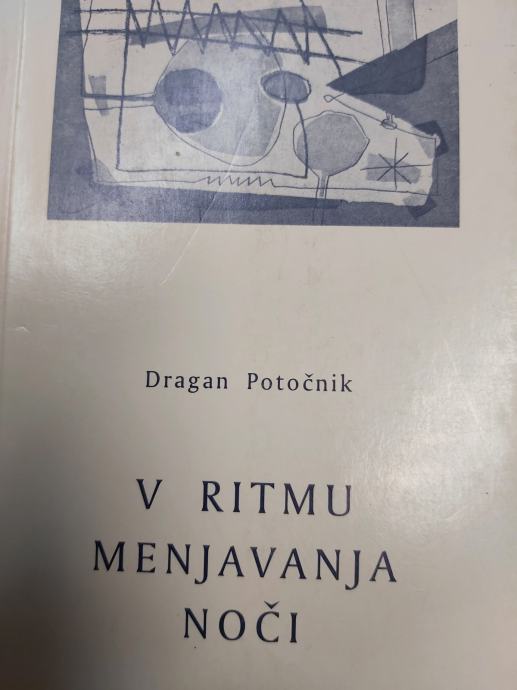 Dragan Potočnik
V RITMU
MENJAVANJA
NOČI